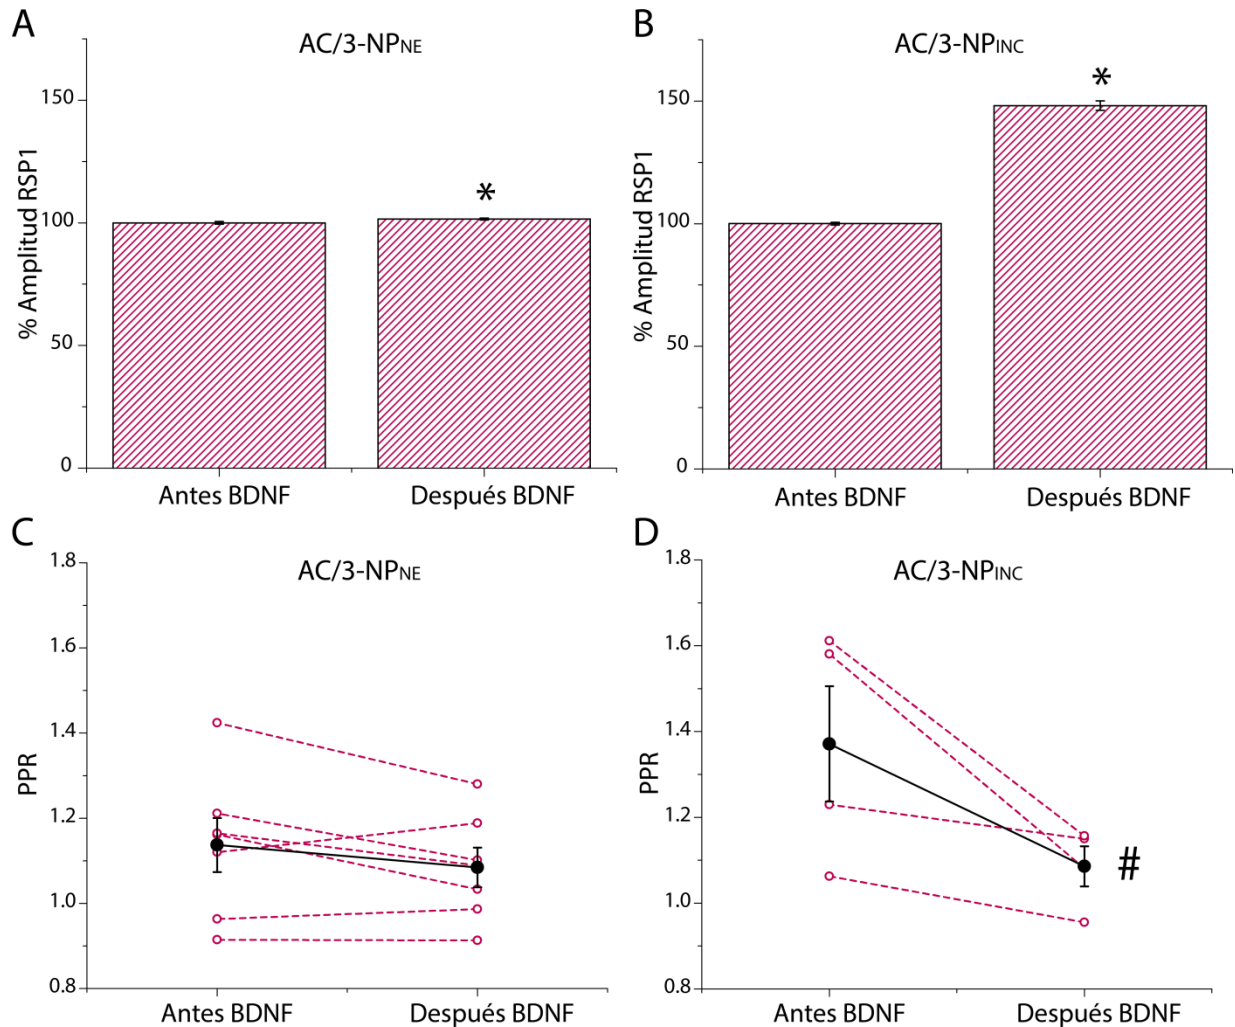 A
AC/3-NPNE
% Amplitud RSP1
150
100
50
0
*
Antes BDNF
Después BDNF
B
AC/3-NPINC
% Amplitud RSP1
150
100
50
0
*
Antes BDNF
Después BDNF
C
AC/3-NPNE
PPR
1.8
1.6
1.4
1.2
1.0
0.8
Antes BDNF
Después BDNF
D
AC/3-NPINC
PPR
1.8
1.6
1.4
1.2
1.0
0.8
#
Antes BDNF
Después BDNF